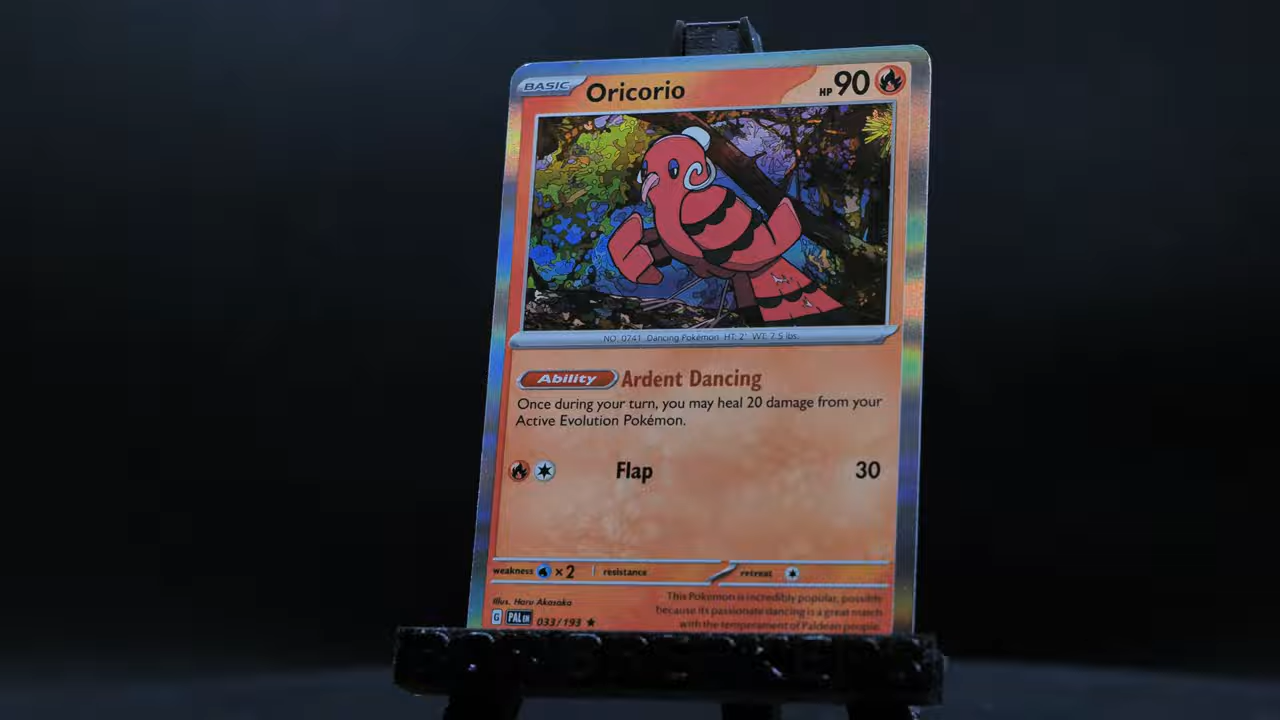 BASIC Oricorio HP 90
NO. 0741 Dancing Pokémon HT: 2' WT: 7.5 lbs.
Ability Ardent Dancing
Once during your turn, you may heal 20 damage from your
Active Evolution Pokémon.
Flap 30
weakness ×2 resistance retreat
Illus. Haru Akasaka
This Pokémon is incredibly popular, possibly
because its passionate dancing is a great match
with the temperament of Paldean people.
G PAL EN 033/193